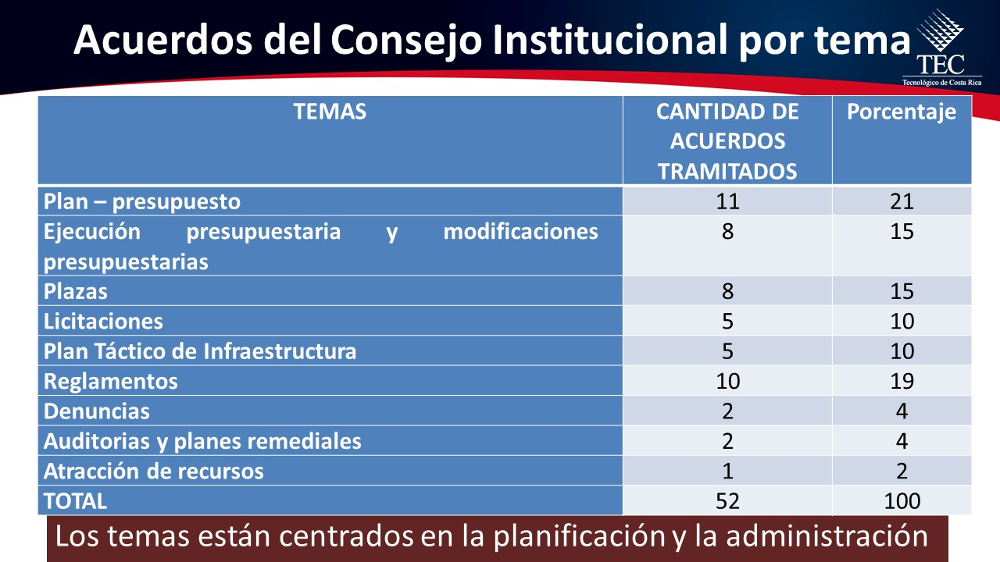 Acuerdos del Consejo Institucional por tema
TEC
Tecnológico de Costa Rica
TEMAS
CANTIDAD DE
ACUERDOS
TRAMITADOS
Porcentaje
Plan – presupuesto 11 21
Ejecución presupuestaria y modificaciones 8 15
presupuestarias
Plazas 8 15
Licitaciones 5 10
Plan Táctico de Infraestructura 5 10
Reglamentos 10 19
Denuncias 2 4
Auditorias y planes remediales 2 4
Atracción de recursos 1 2
TOTAL 52 100
Los temas están centrados en la planificación y la administración